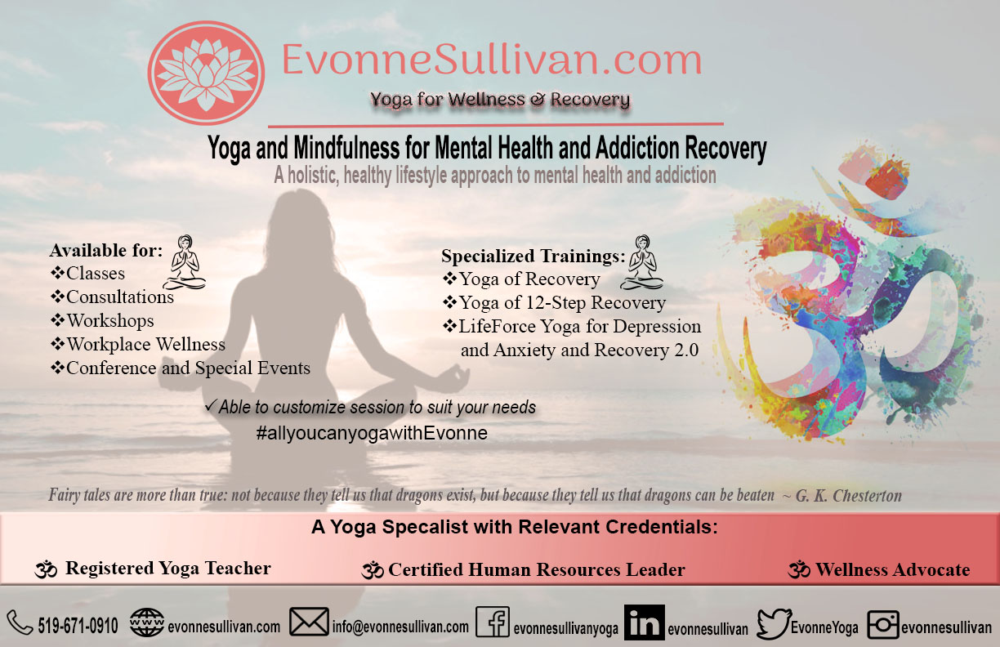 EvonneSullivan.com
Yoga for Wellness & Recovery
Yoga and Mindfulness for Mental Health and Addiction Recovery
A holistic, healthy lifestyle approach to mental health and addiction
Available for:
❖Classes
❖Consultations
❖Workshops
❖Workplace Wellness
❖Conference and Special Events
Specialized Trainings:
❖Yoga of Recovery
❖Yoga of 12-Step Recovery
❖LifeForce Yoga for Depression
and Anxiety and Recovery 2.0
✓Able to customize session to suit your needs
#allyoucanyogawithEvonne
ॐ
Fairy tales are more than true: not because they tell us that dragons exist, but because they tell us that dragons can be beaten ~ G. K. Chesterton
A Yoga Specalist with Relevant Credentials:
ॐ Registered Yoga Teacher
ॐ Certified Human Resources Leader
ॐ Wellness Advocate
519-671-0910
www
evonnesullivan.com
info@evonnesullivan.com
f evonnesullivanyoga
in evonnesullivan
EvonneYoga
evonnesullivan